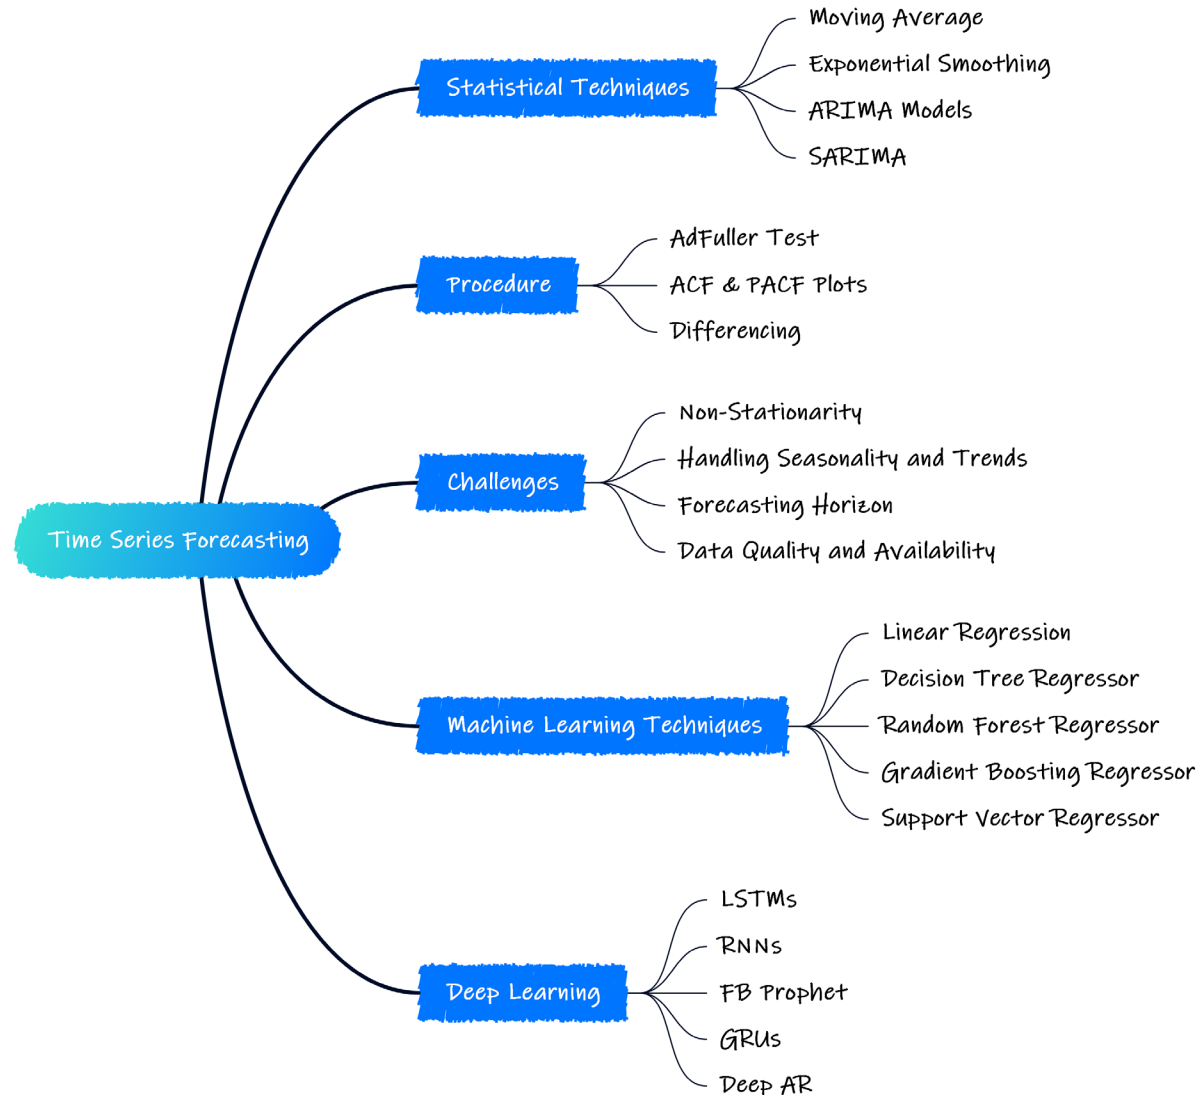 Time Series Forecasting
Statistical Techniques
Moving Average
Exponential Smoothing
ARIMA Models
SARIMA
Procedure
AdFuller Test
ACF & PACF Plots
Differencing
Challenges
Non-Stationarity
Handling Seasonality and Trends
Forecasting Horizon
Data Quality and Availability
Machine Learning Techniques
Linear Regression
Decision Tree Regressor
Random Forest Regressor
Gradient Boosting Regressor
Support Vector Regressor
Deep Learning
LSTMs
RNNs
FB Prophet
GRUs
Deep AR